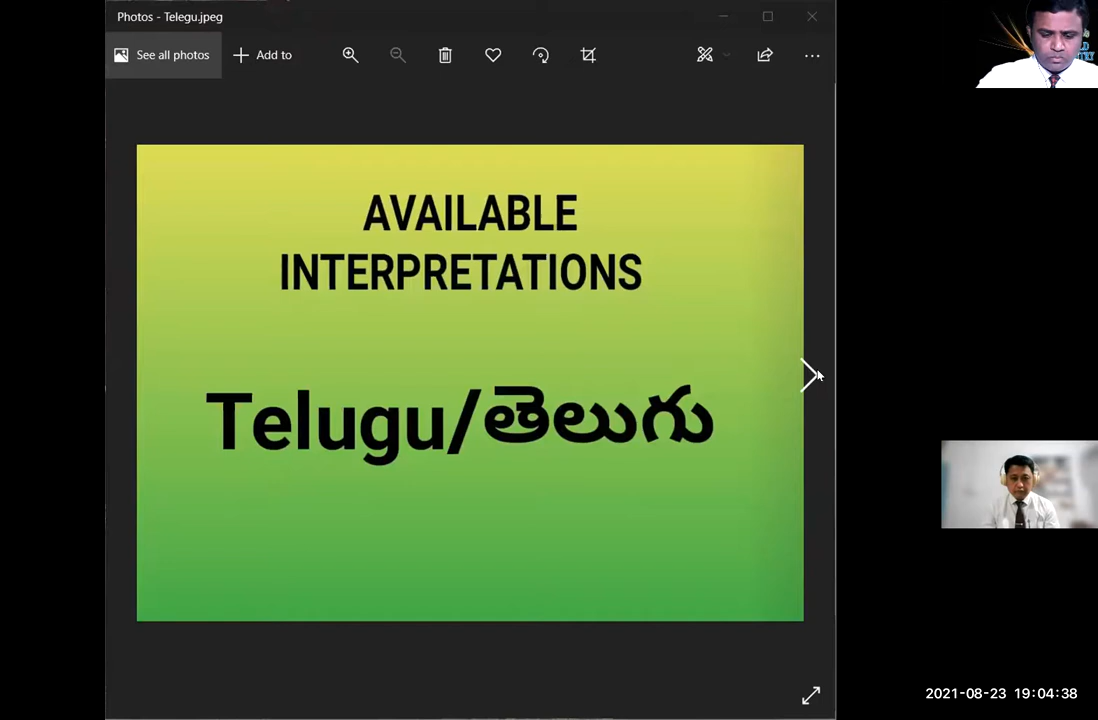 Photos - Telegu.jpeg
See all photos
Add to
AVAILABLE
INTERPRETATIONS
Telugu/తెలుగు
2021-08-23 19:04:38